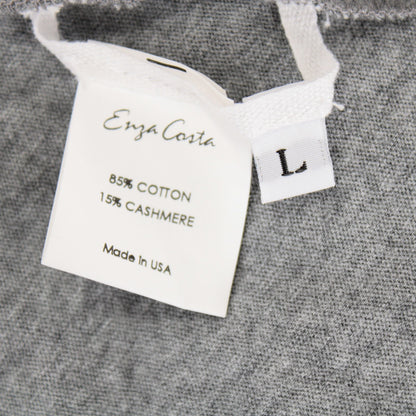 Enza Costa
85% COTTON
15% CASHMERE
Made in USA
L